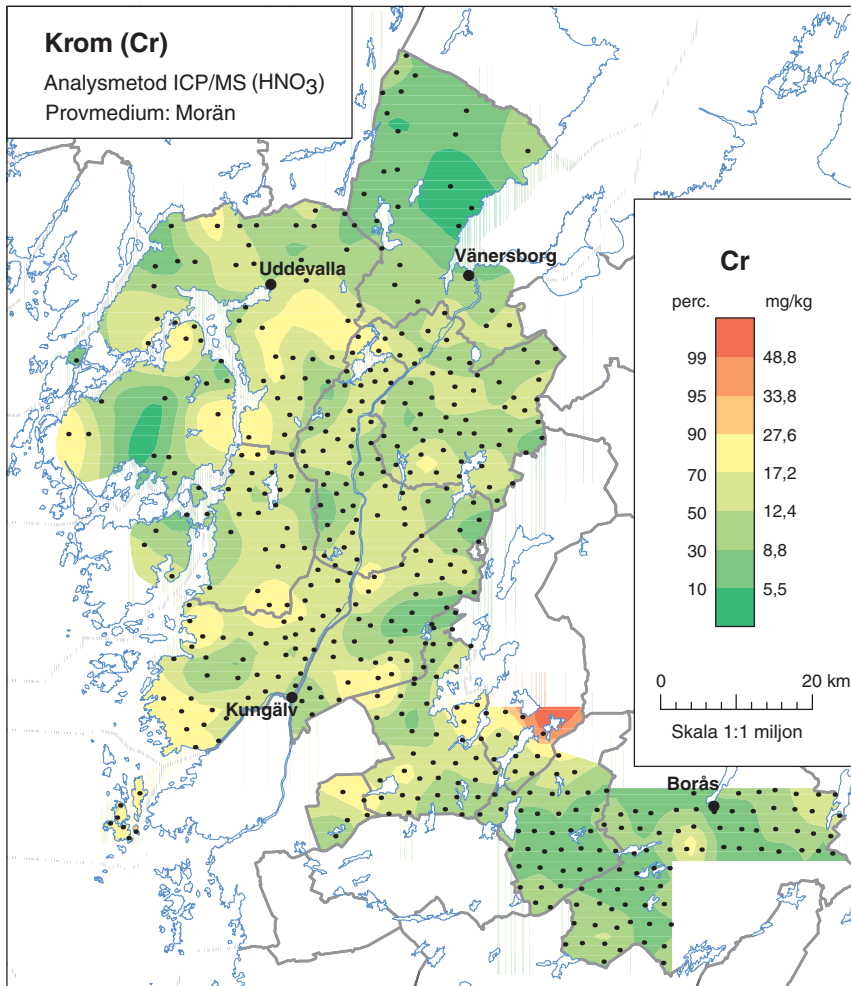 Krom (Cr)
Analysmetod ICP/MS (HNO3)
Provmedium: Morän
Uddevalla
Vänersborg
Kungälv
Borås
Cr
perc. mg/kg
99 48,8
95 33,8
90 27,6
70 17,2
50 12,4
30 8,8
10 5,5
0 20 km
Skala 1:1 miljon